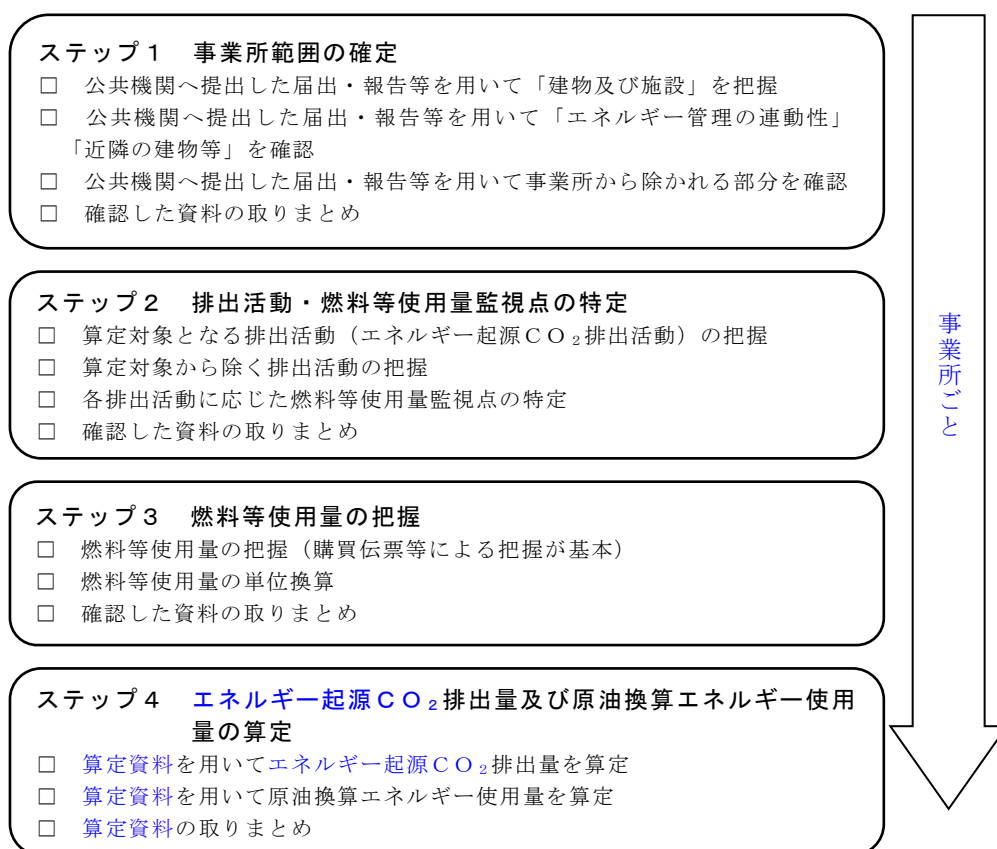 ステップ1 事業所範囲の確定
□ 公共機関へ提出した届出・報告等を用いて「建物及び施設」を把握
□ 公共機関へ提出した届出・報告等を用いて「エネルギー管理の連動性」
「近隣の建物等」を確認
□ 公共機関へ提出した届出・報告等を用いて事業所から除かれる部分を確認
□ 確認した資料の取りまとめ
ステップ2 排出活動・燃料等使用量監視点の特定
□ 算定対象となる排出活動（エネルギー起源CO₂排出活動）の把握
□ 算定対象から除く排出活動の把握
□ 各排出活動に応じた燃料等使用量監視点の特定
□ 確認した資料の取りまとめ
ステップ3 燃料等使用量の把握
□ 燃料等使用量の把握（購買伝票等による把握が基本）
□ 燃料等使用量の単位換算
□ 確認した資料の取りまとめ
ステップ4 エネルギー起源CO₂排出量及び原油換算エネルギー使用
量の算定
□ 算定資料を用いてエネルギー起源CO₂排出量を算定
□ 算定資料を用いて原油換算エネルギー使用量を算定
□ 算定資料の取りまとめ
事業所ごと